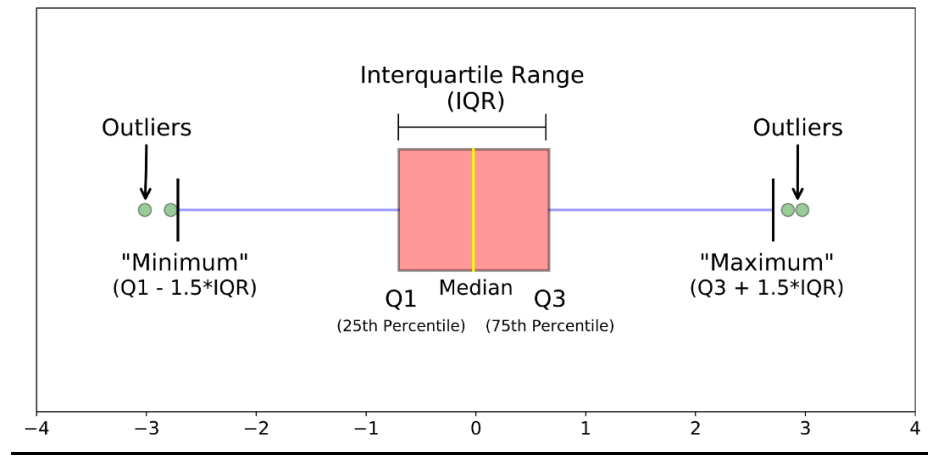 Interquartile Range
(IQR)
Outliers
Outliers
"Minimum"
(Q1 - 1.5*IQR)
"Maximum"
(Q3 + 1.5*IQR)
Median
Q1
Q3
(25th Percentile)
(75th Percentile)
−4
−3
−2
−1
0
1
2
3
4